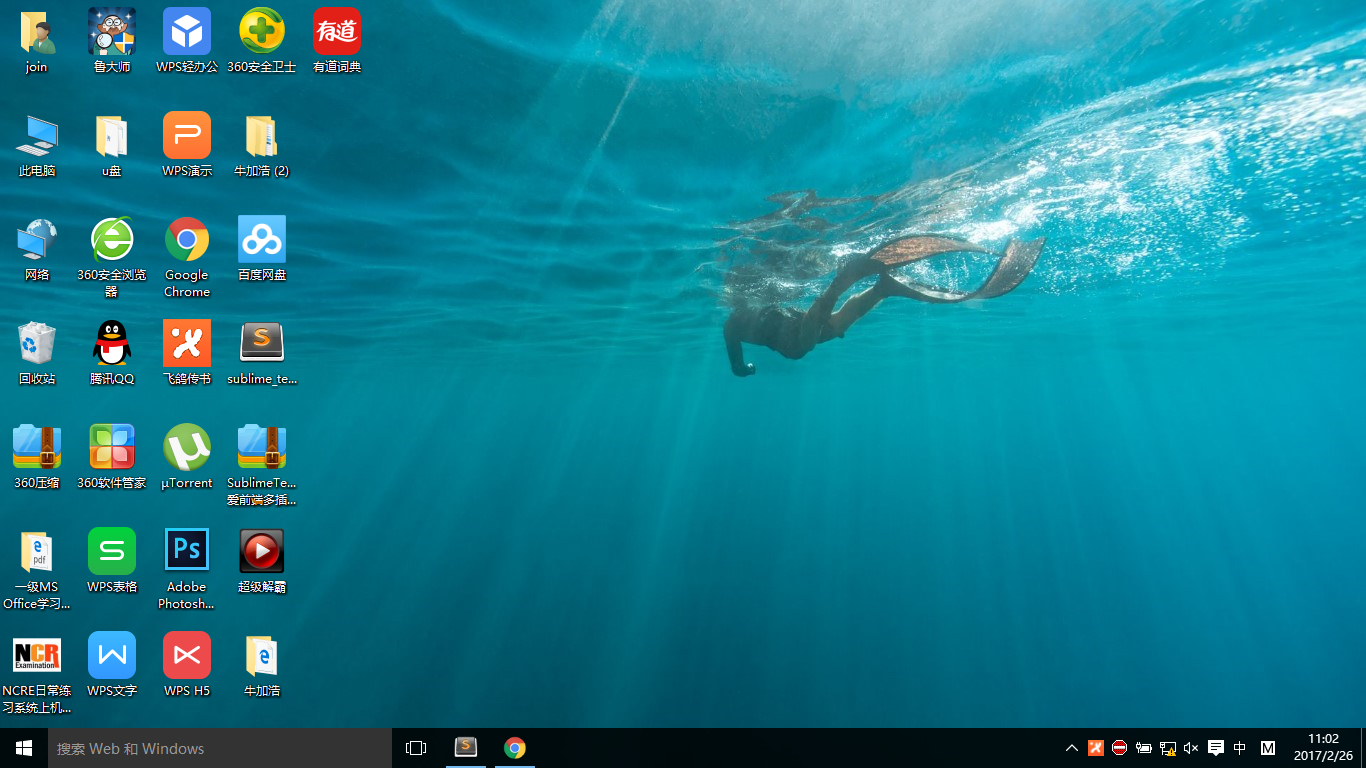 join
鲁大师
WPS轻办公
360安全卫士
有道
有道词典
此电脑
u盘
WPS演示
牛加浩 (2)
网络
360安全浏览
器
Google
Chrome
百度网盘
回收站
腾讯QQ
飞鸽传书
S
sublime_te...
360压缩
360软件管家
µ
µTorrent
SublimeTe...
爱前端多插...
pdf
一级MS
Office学习...
S
WPS表格
Ps
Adobe
Photosh...
超级解霸
NCR
Examination
NCRE日常练
习系统上机...
W
WPS文字
WPS H5
e
牛加浩
搜索 Web 和 Windows
S
中
M
11:02
2017/2/26